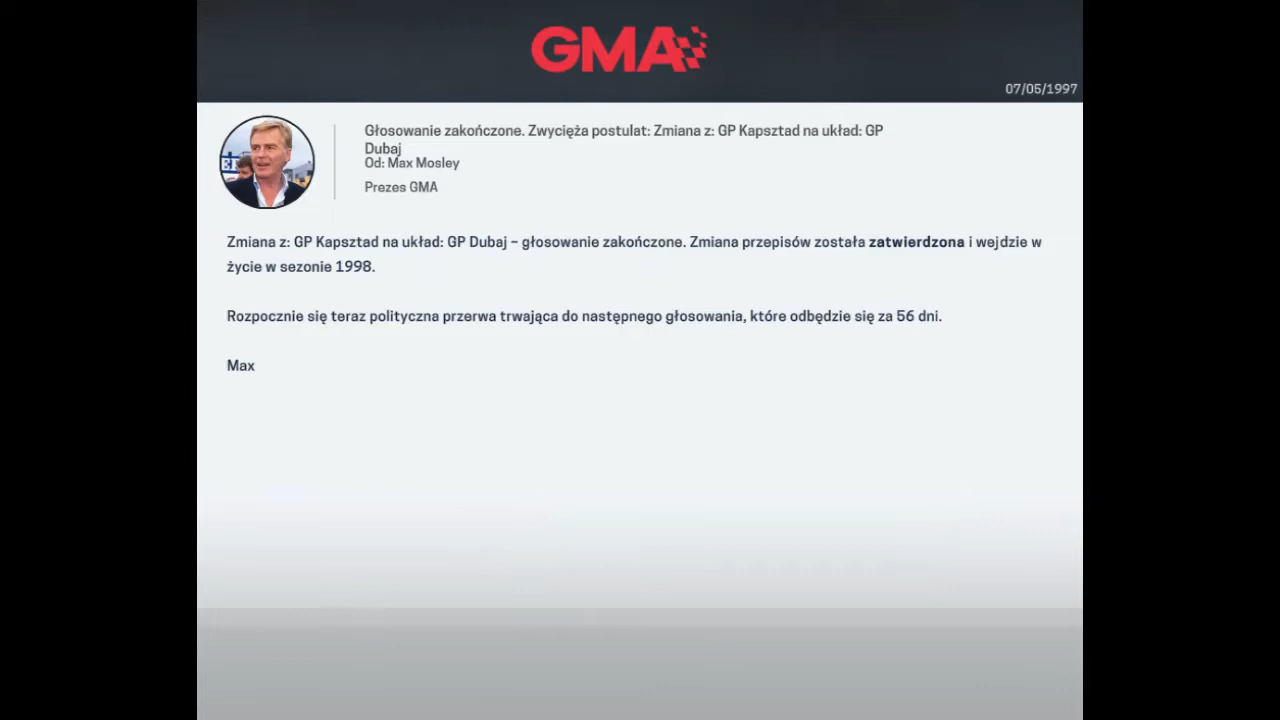 GMA
07/05/1997
Głosowanie zakończone. Zwycięża postulat: Zmiana z: GP Kapsztad na układ: GP
Dubaj
Od: Max Mosley
Prezes GMA
Zmiana z: GP Kapsztad na układ: GP Dubaj – głosowanie zakończone. Zmiana przepisów została zatwierdzona i wejdzie w
życie w sezonie 1998.
Rozpocznie się teraz polityczna przerwa trwająca do następnego głosowania, które odbędzie się za 56 dni.
Max